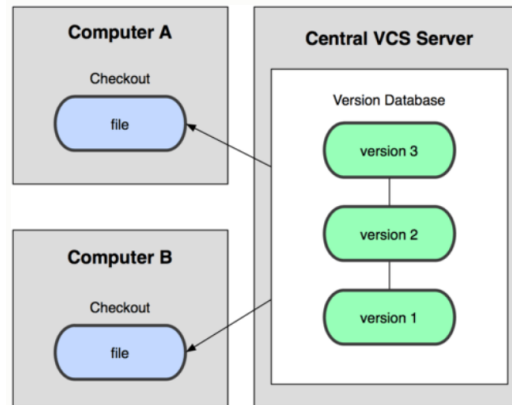 Computer A
Checkout
file
Computer B
Checkout
file
Central VCS Server
Version Database
version 3
version 2
version 1